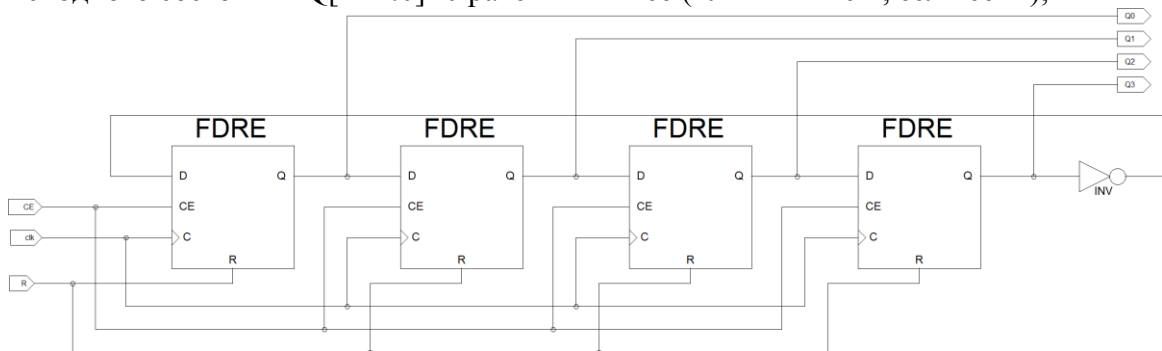 Q0
Q1
Q2
Q3
FDRE FDRE FDRE FDRE
D Q D Q D Q D Q
CE CE CE CE CE
INV
clk C C C C
R R R R
R